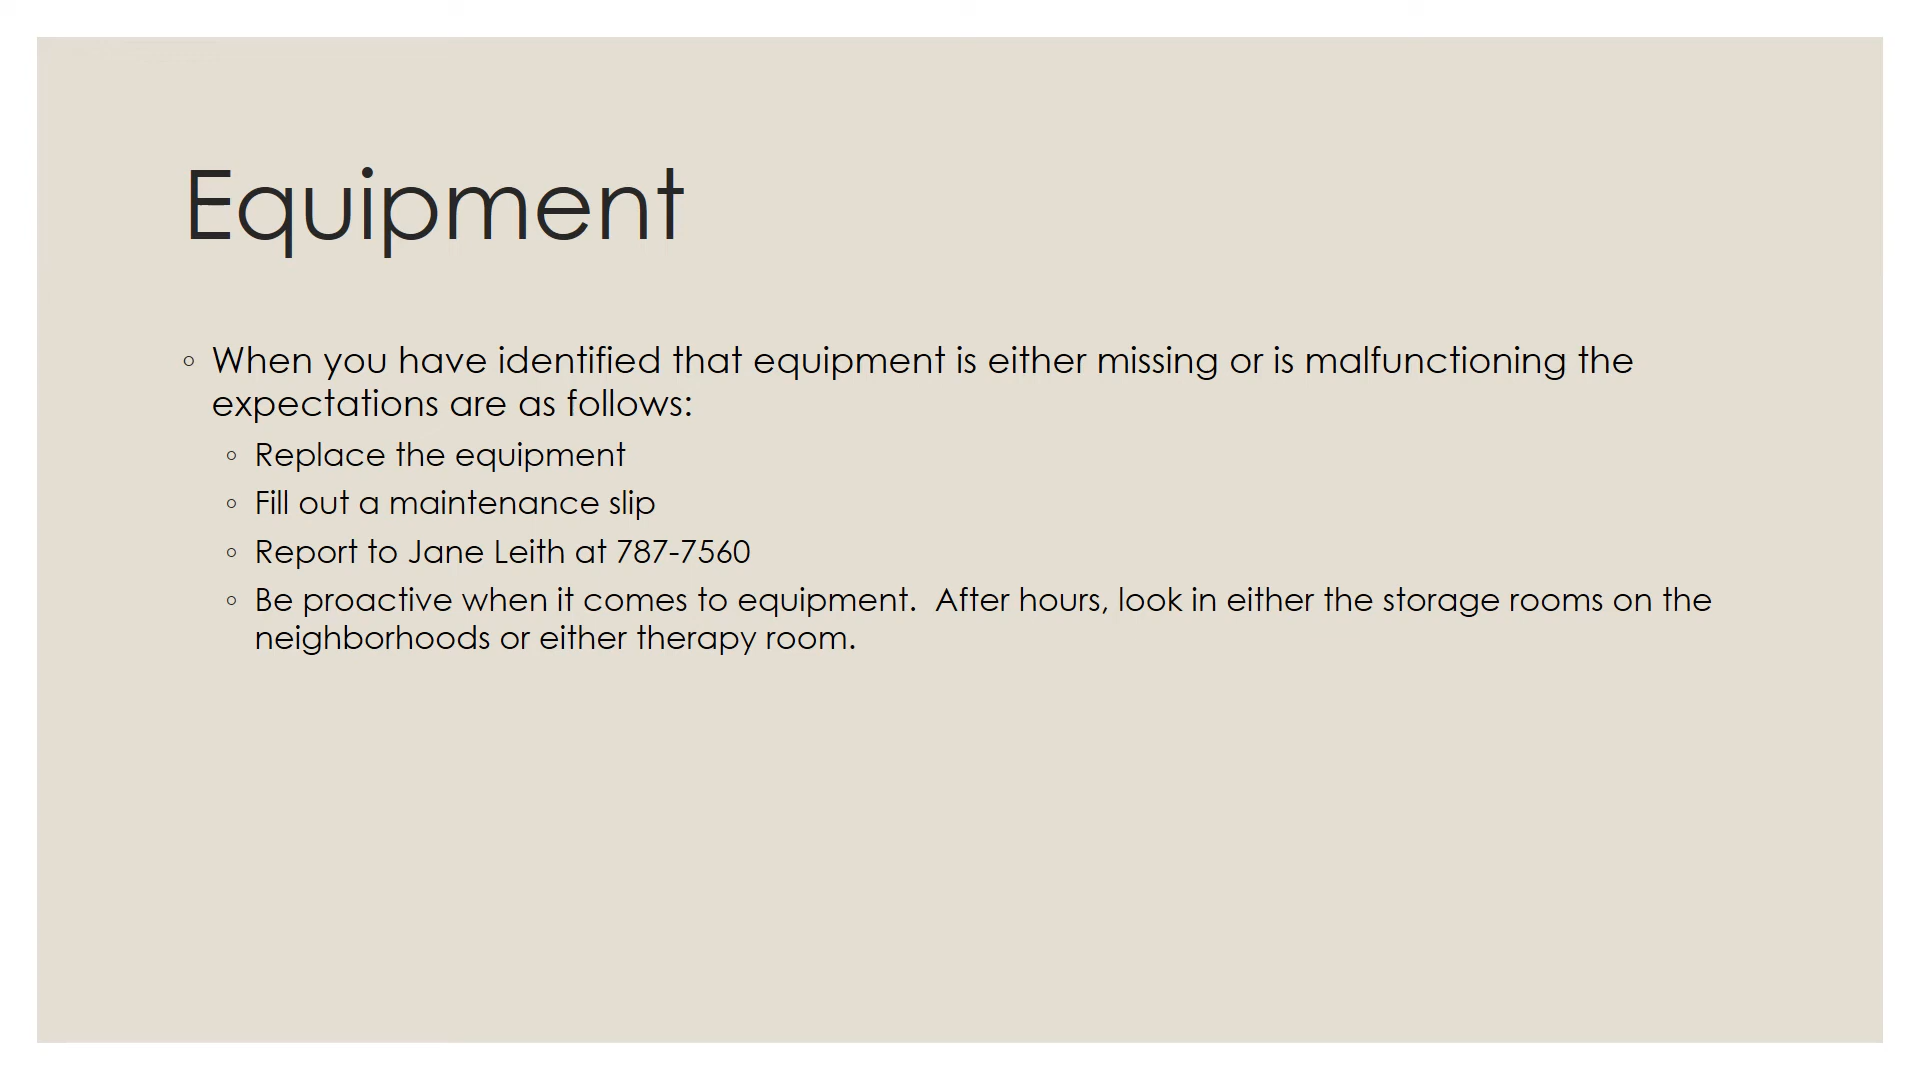 Equipment
◦ When you have identified that equipment is either missing or is malfunctioning the
expectations are as follows:
◦ Replace the equipment
◦ Fill out a maintenance slip
◦ Report to Jane Leith at 787-7560
◦ Be proactive when it comes to equipment.  After hours, look in either the storage rooms on the
neighborhoods or either therapy room.